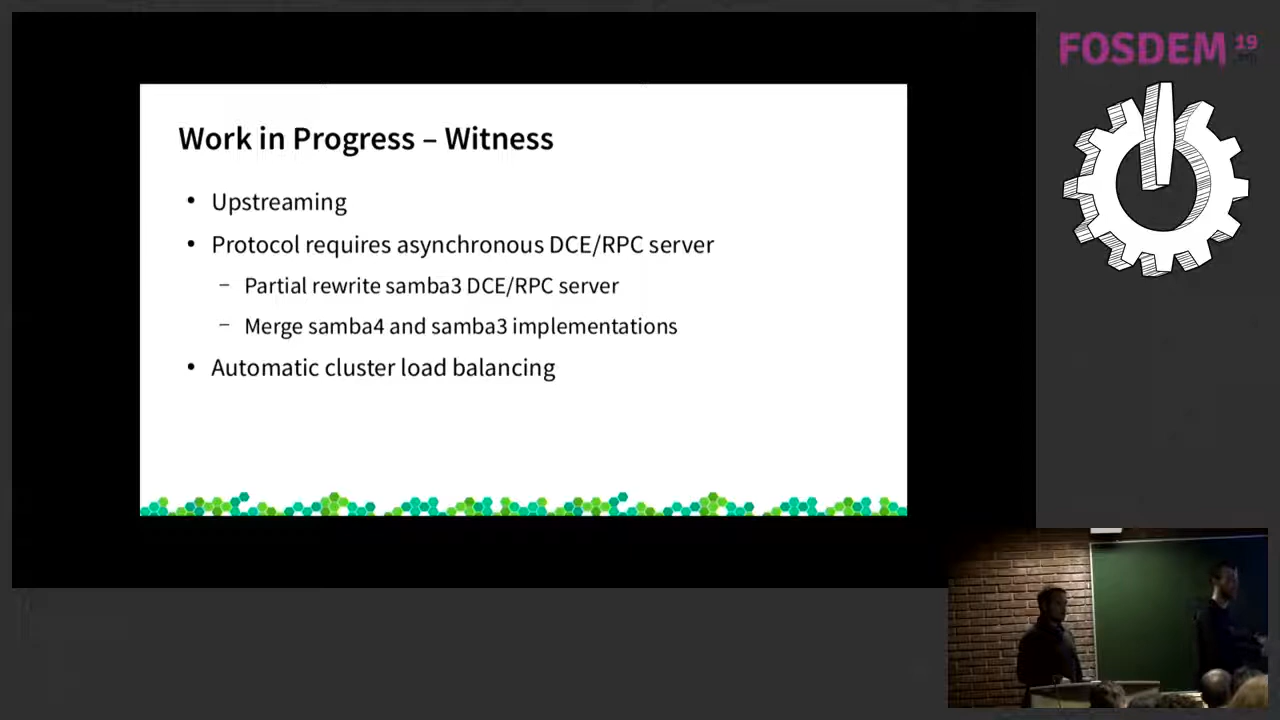 FOSDEM 19
Work in Progress – Witness
• Upstreaming
• Protocol requires asynchronous DCE/RPC server
– Partial rewrite samba3 DCE/RPC server
– Merge samba4 and samba3 implementations
• Automatic cluster load balancing